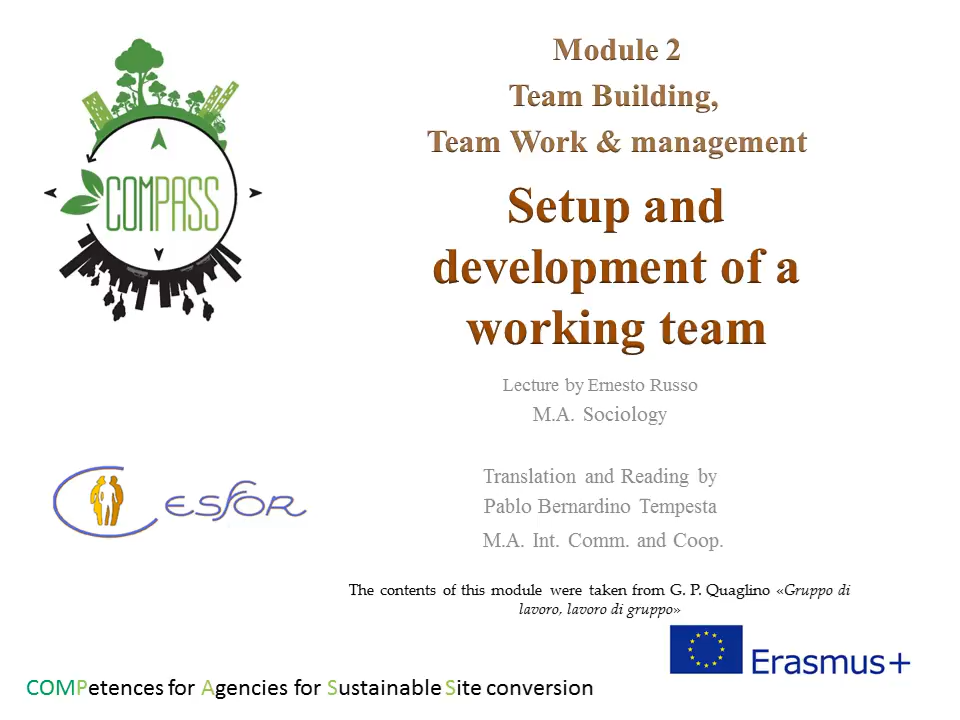 Module 2
Team Building,
Team Work & management
Setup and
development of a
working team
COMPASS
Lecture by Ernesto Russo
M.A. Sociology
Translation and Reading by
Pablo Bernardino Tempesta
M.A. Int. Comm. and Coop.
CESFOR
The contents of this module were taken from G. P. Quaglino «Gruppo di
lavoro, lavoro di gruppo»
Erasmus+
COMPetences for Agencies for Sustainable Site conversion